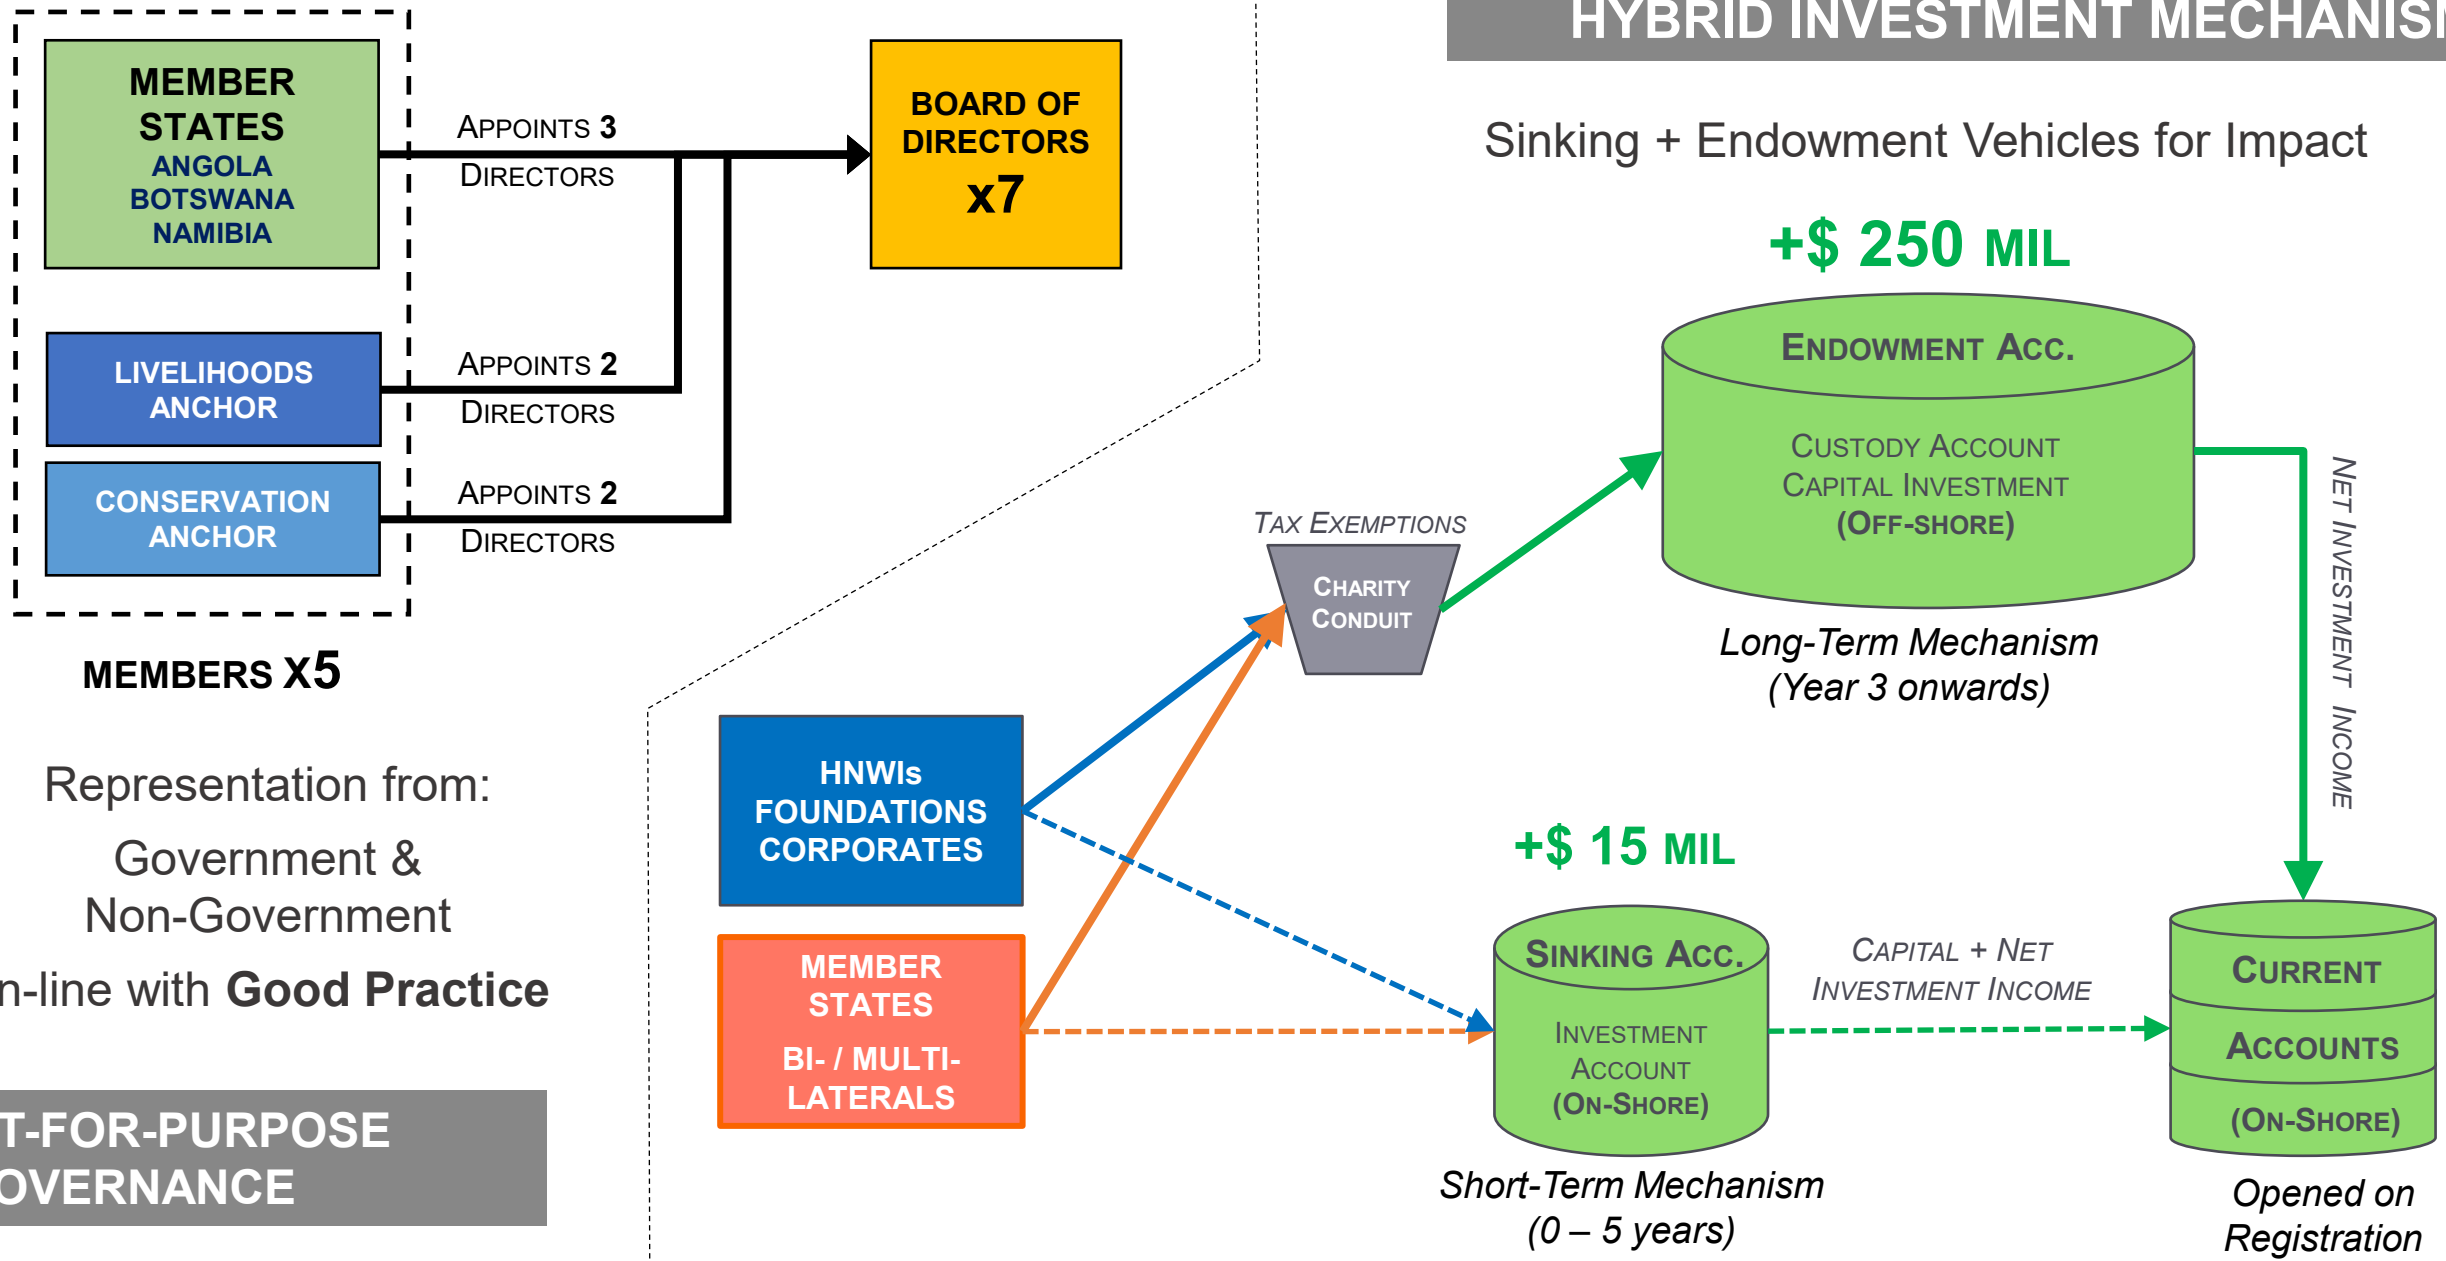 MEMBER
STATES
ANGOLA
BOTSWANA
NAMIBIA
LIVELIHOODS
ANCHOR
CONSERVATION
ANCHOR
APPOINTS 3
DIRECTORS
APPOINTS 2
DIRECTORS
APPOINTS 2
DIRECTORS
BOARD OF
DIRECTORS
x7
MEMBERS X5
Representation from:
Government &
Non-Government
n-line with Good Practice
T-FOR-PURPOSE
OVERNANCE
HYBRID INVESTMENT MECHANISM
Sinking + Endowment Vehicles for Impact
+$ 250 MIL
ENDOWMENT ACC.
CUSTODY ACCOUNT
CAPITAL INVESTMENT
(OFF-SHORE)
Long-Term Mechanism
(Year 3 onwards)
TAX EXEMPTIONS
CHARITY
CONDUIT
NET INVESTMENT INCOME
HNWIs
FOUNDATIONS
CORPORATES
MEMBER
STATES
BI- / MULTI-
LATERALS
+$ 15 MIL
SINKING ACC.
INVESTMENT
ACCOUNT
(ON-SHORE)
Short-Term Mechanism
(0 – 5 years)
CAPITAL + NET
INVESTMENT INCOME
CURRENT
ACCOUNTS
(ON-SHORE)
Opened on
Registration